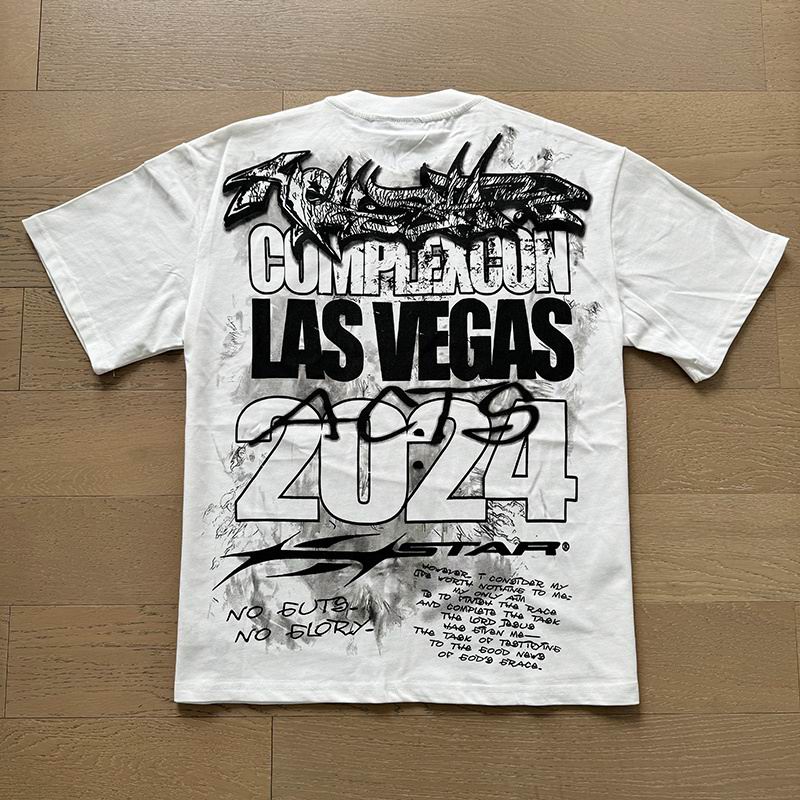 COMPLEXCON
LAS VEGAS
ACTS
2024
STAR®
NO GUTS-
NO GLORY-
HOWEVER, I CONSIDER MY
LIFE WORTH NOTHING TO ME-
MY ONLY AIM
IS TO FINISH THE RACE
AND COMPLETE THE TASK
THE LORD JESUS
HAS GIVEN ME—
THE TASK OF TESTIFYING
TO THE GOOD NEWS
OF GOD'S GRACE.